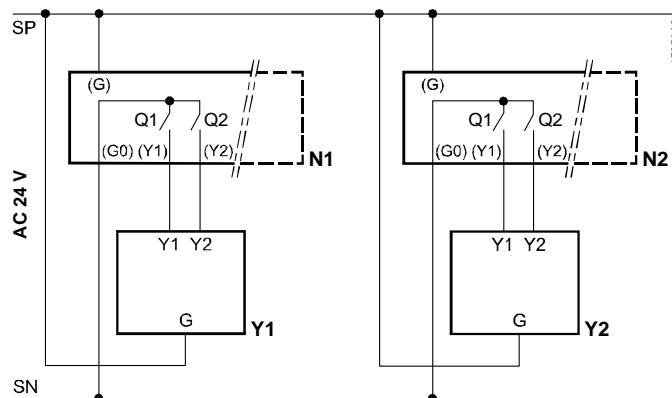 SP
(G) (G)
Q1 Q2 Q1 Q2
(G0) (Y1) (Y2) N1 (G0) (Y1) (Y2) N2
AC 24 V
Y1 Y2 Y1 Y2
G Y1 G Y2
SN